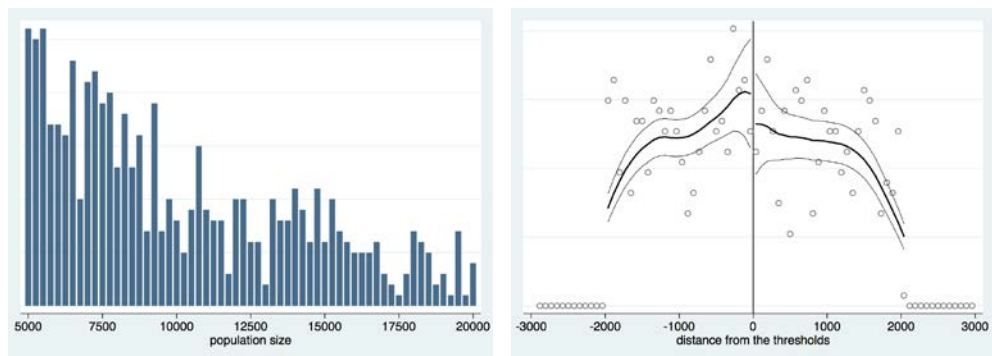 5000 7500 10000 12500 15000 17500 20000
population size
-3000 -2000 -1000 0 1000 2000 3000
distance from the thresholds